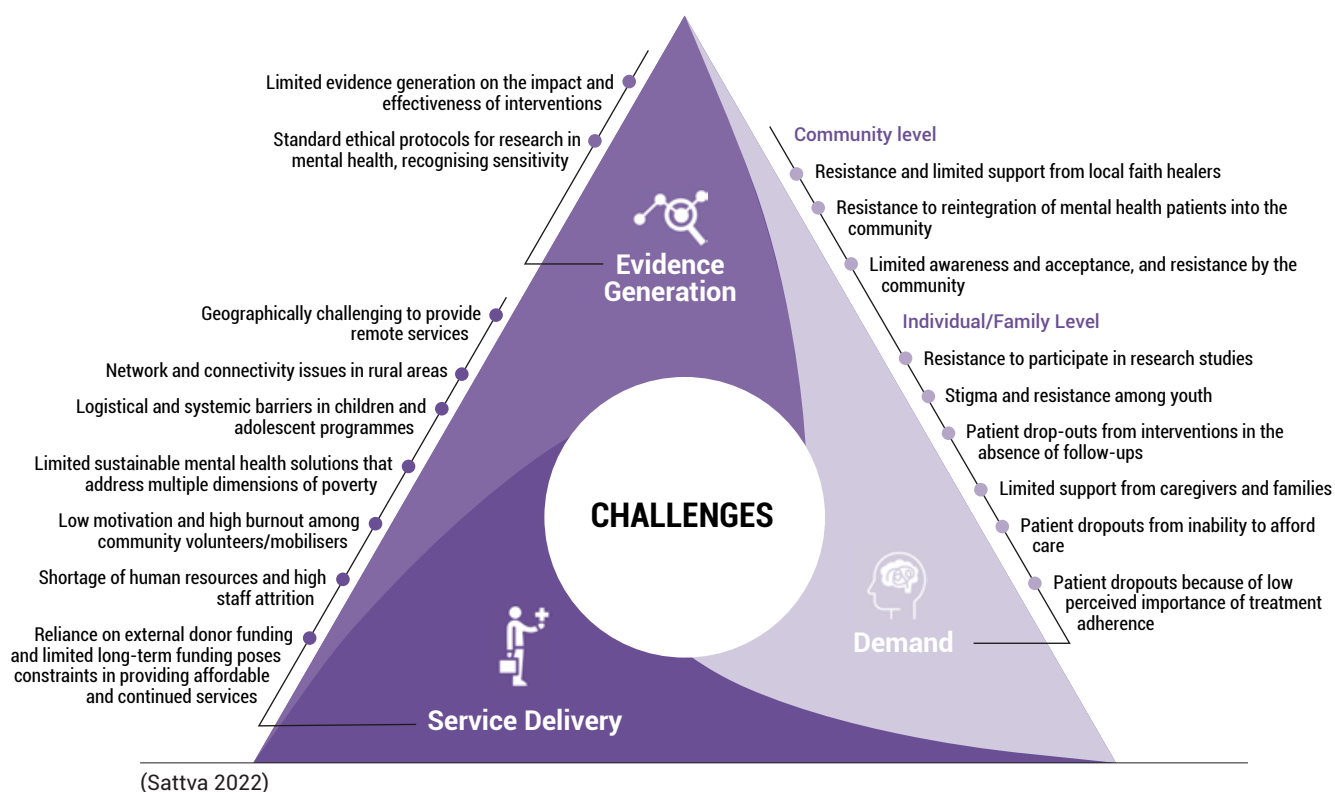 Limited evidence generation on the impact and
effectiveness of interventions
Standard ethical protocols for research in
mental health, recognising sensitivity
Evidence
Generation
Geographically challenging to provide
remote services
Network and connectivity issues in rural areas
Logistical and systemic barriers in children and
adolescent programmes
Limited sustainable mental health solutions that
address multiple dimensions of poverty
Low motivation and high burnout among
community volunteers/mobilisers
Shortage of human resources and high
staff attrition
Reliance on external donor funding
and limited long-term funding poses
constraints in providing affordable
and continued services
Service Delivery
CHALLENGES
Community level
Resistance and limited support from local faith healers
Resistance to reintegration of mental health patients into the
community
Limited awareness and acceptance, and resistance by the
community
Individual/Family Level
Resistance to participate in research studies
Stigma and resistance among youth
Patient drop-outs from interventions in the
absence of follow-ups
Limited support from caregivers and families
Patient dropouts from inability to afford
care
Patient dropouts because of low
perceived importance of treatment
adherence
Demand
(Sattva 2022)